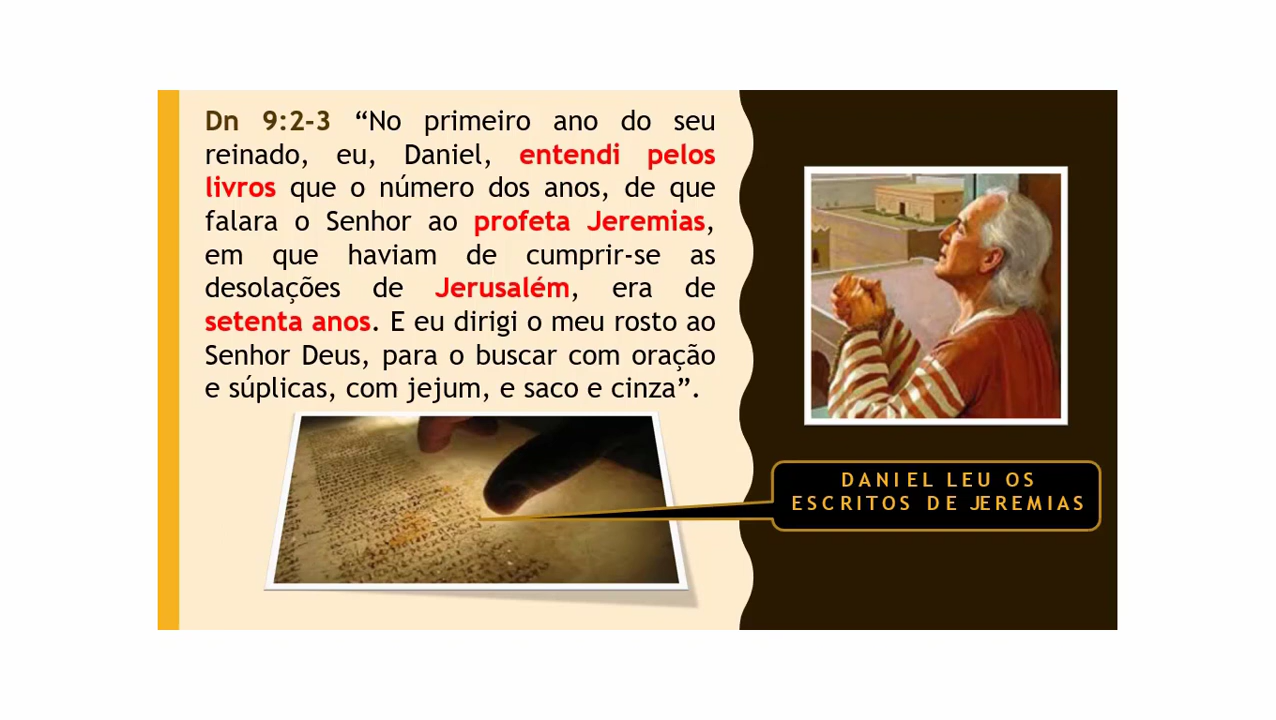 Dn 9:2-3 “No primeiro ano do seu
reinado, eu, Daniel, entendi pelos
livros que o número dos anos, de que
falara o Senhor ao profeta Jeremias,
em que haviam de cumprir-se as
desolações de Jerusalém, era de
setenta anos. E eu dirigi o meu rosto ao
Senhor Deus, para o buscar com oração
e súplicas, com jejum, e saco e cinza”.
DANIEL LEU OS
ESCRITOS DE JEREMIAS